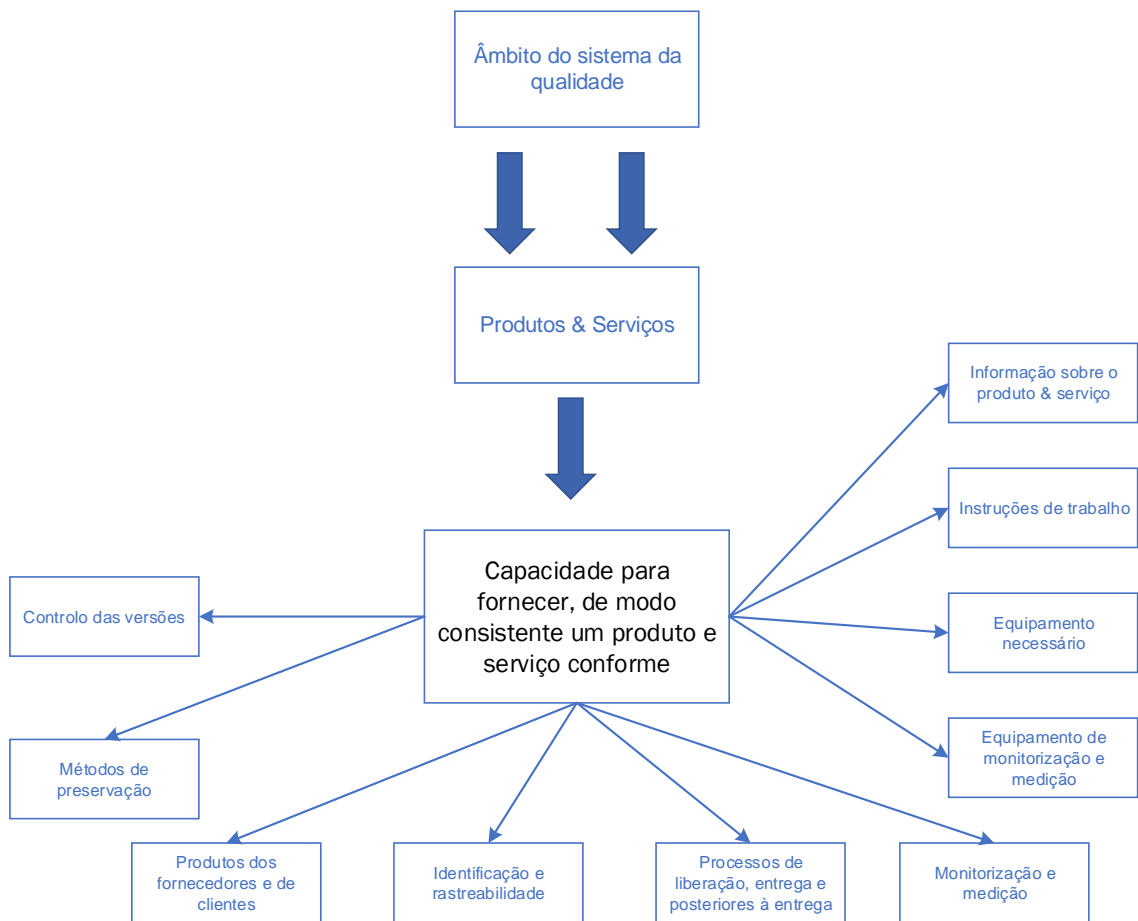 Âmbito do sistema da
qualidade
Produtos & Serviços
Informação sobre o
produto & serviço
Instruções de trabalho
Capacidade para
fornecer, de modo
consistente um produto e
serviço conforme
Controlo das versões
Equipamento
necessário
Métodos de
preservação
Equipamento de
monitorização e
medição
Produtos dos
fornecedores e de
clientes
Identificação e
rastreabilidade
Processos de
liberação, entrega e
posteriores à entrega
Monitorização e
medição